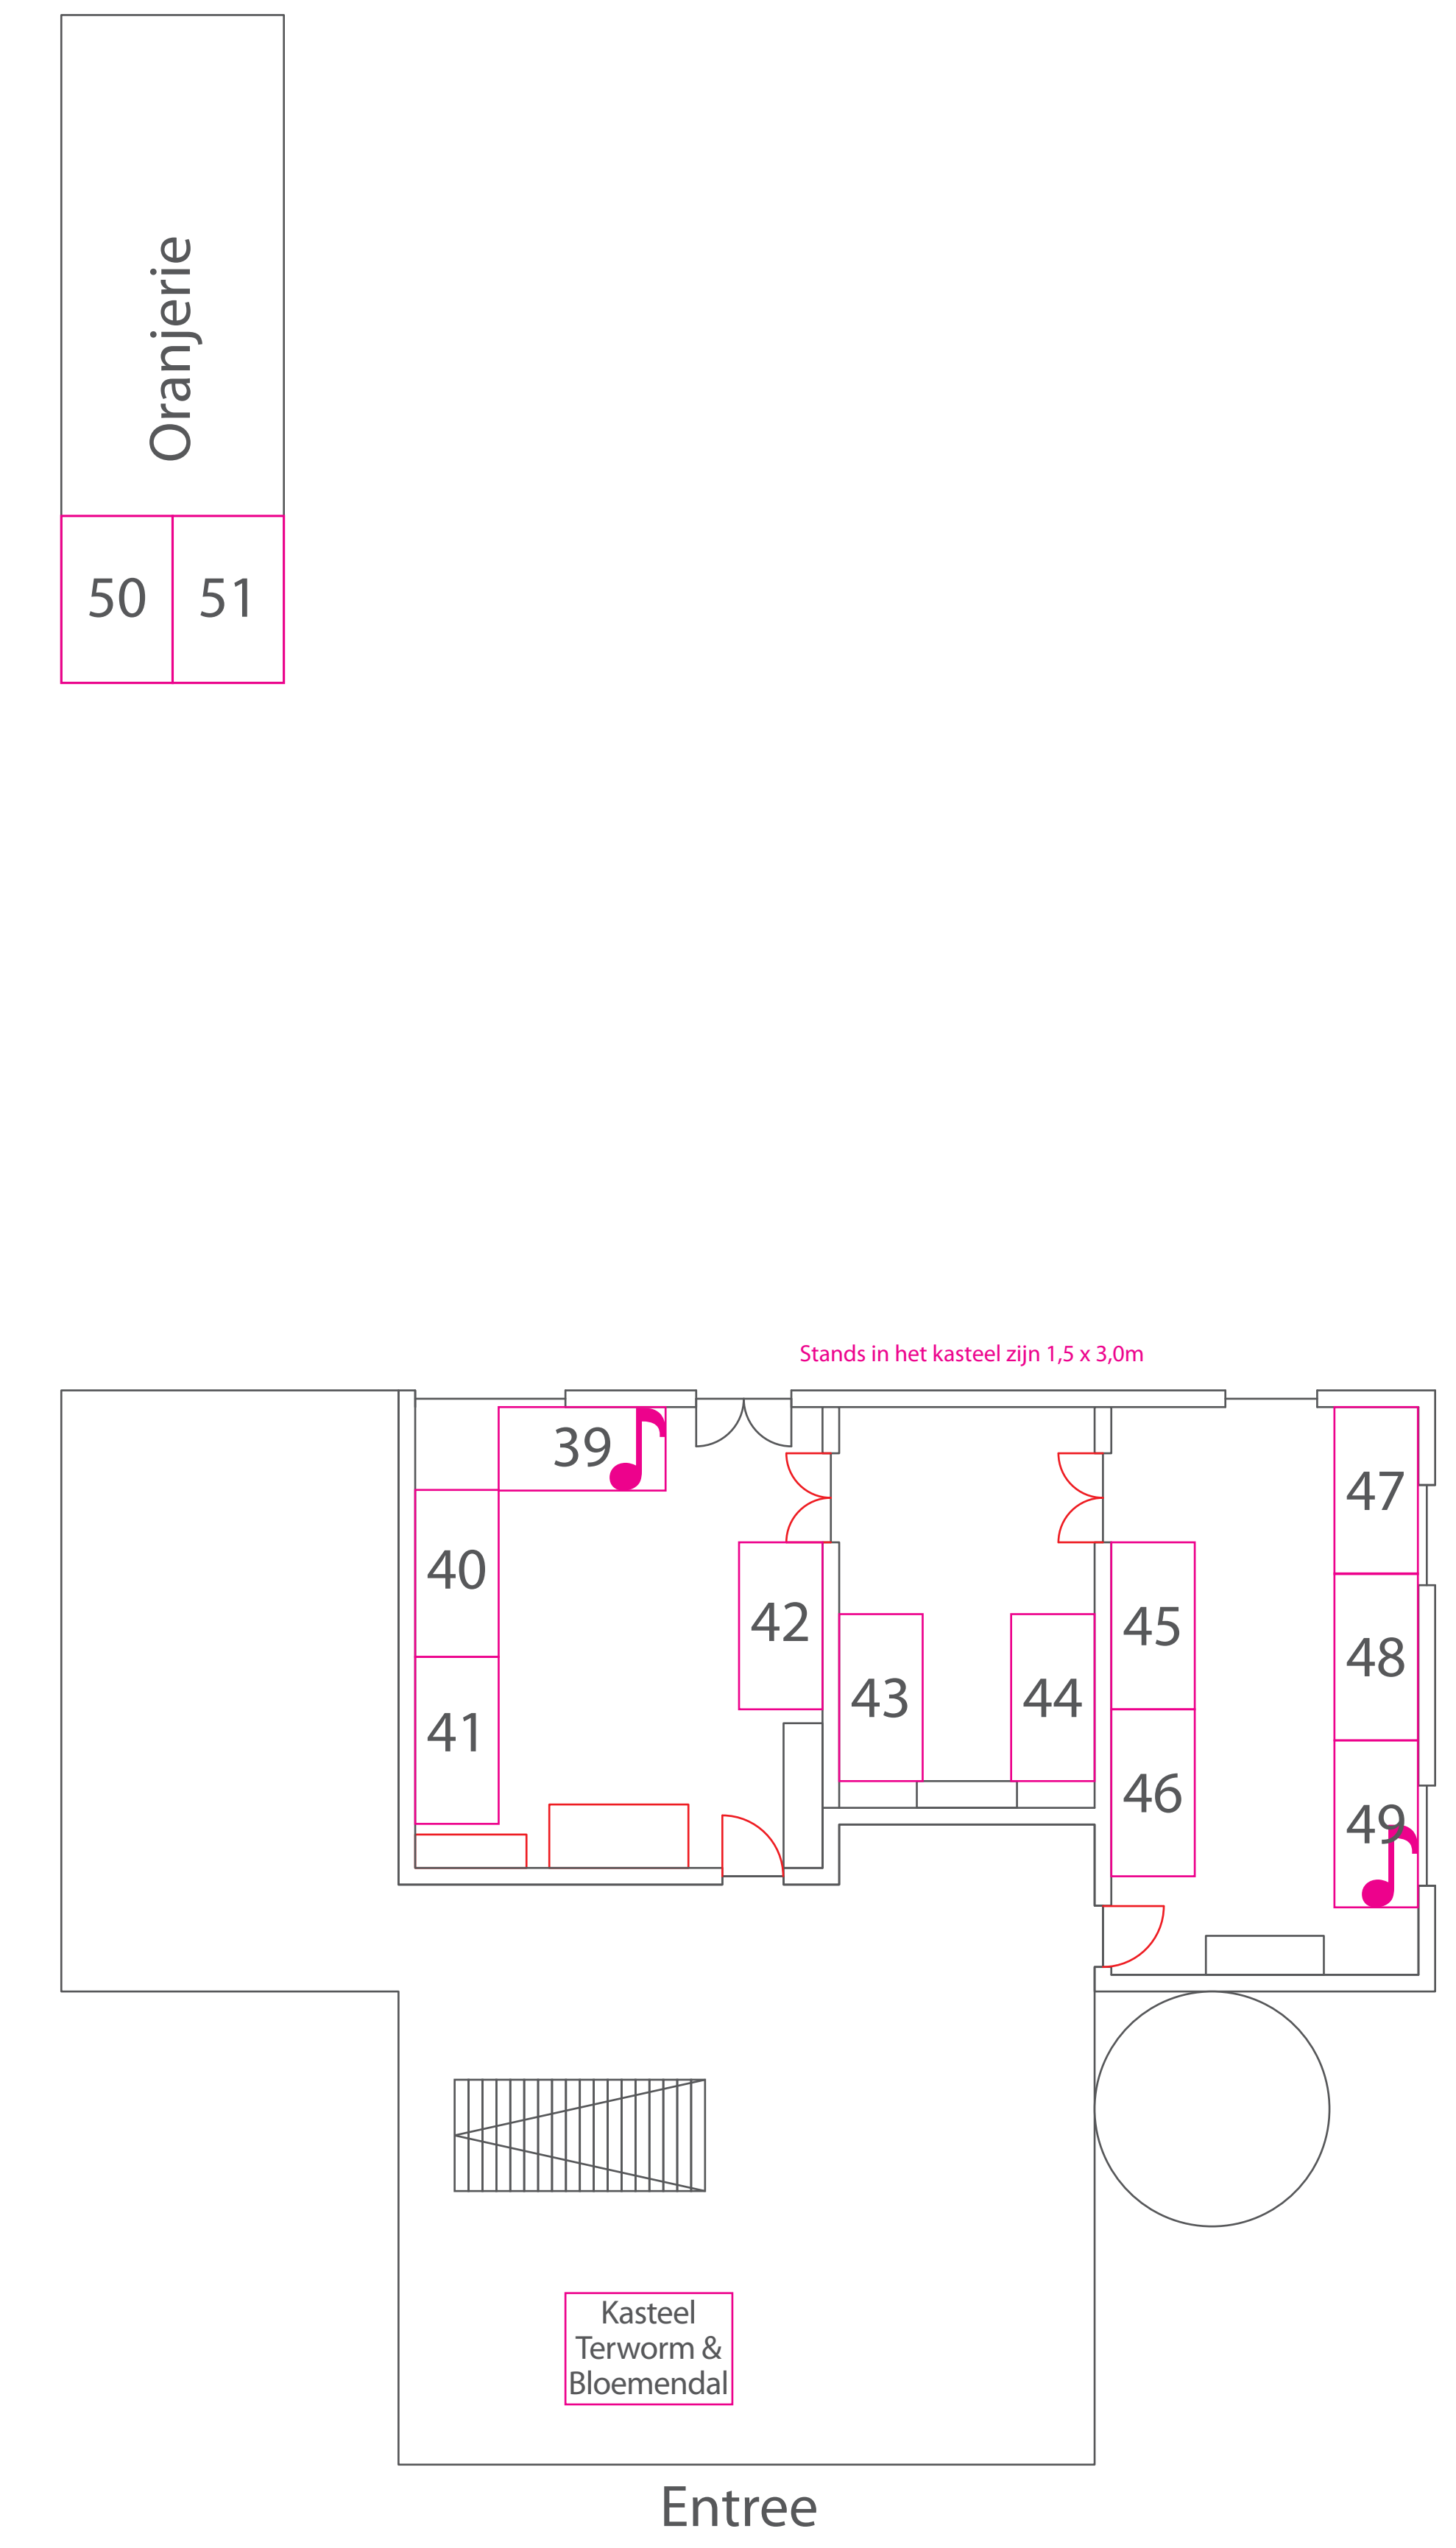 Oranjerie
50
51
Stands in het kasteel zijn 1,5 x 3,0m
39
40
41
42
43
44
45
46
47
48
49
Kasteel
Terworm &
Bloemendal
Entree